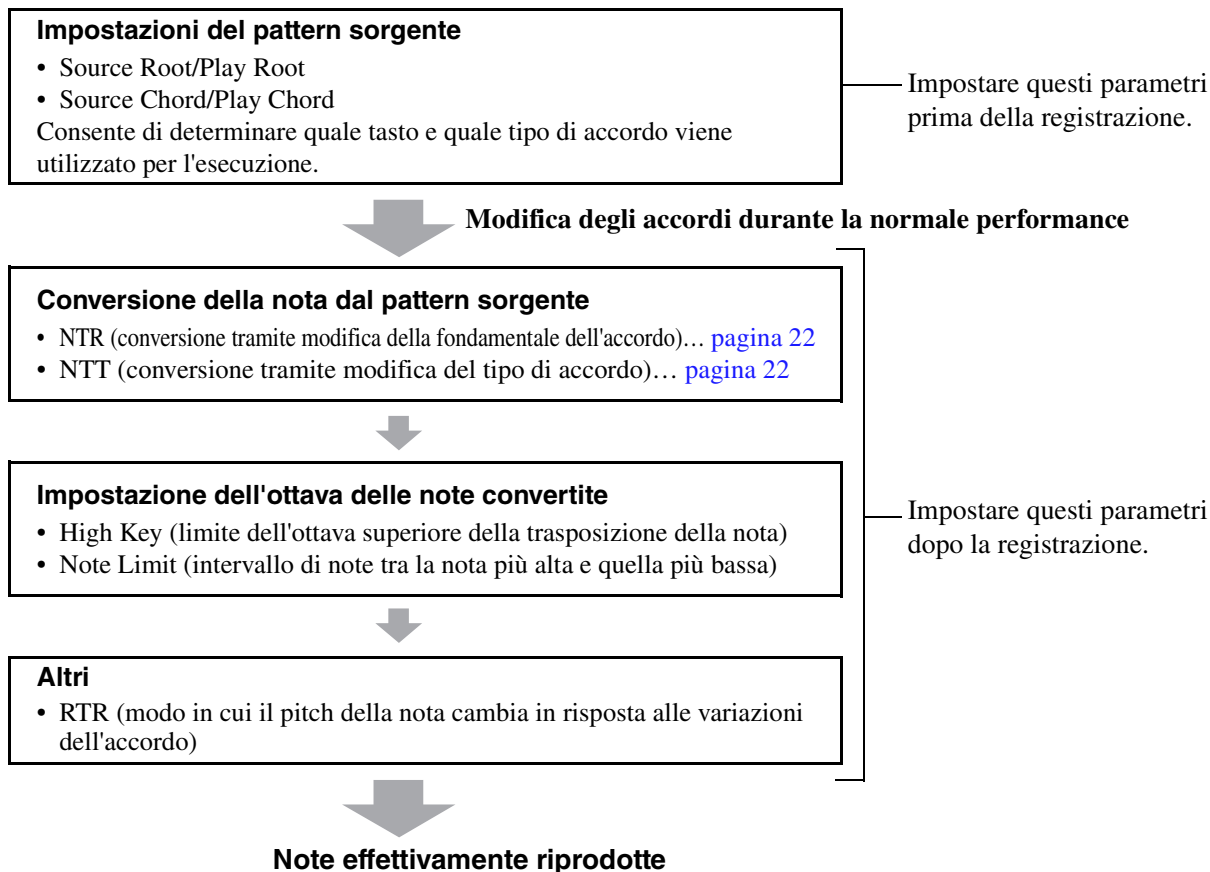 Impostazioni del pattern sorgente
• Source Root/Play Root
• Source Chord/Play Chord
Consente di determinare quale tasto e quale tipo di accordo viene
utilizzato per l'esecuzione.
Impostare questi parametri
prima della registrazione.
Modifica degli accordi durante la normale performance
Conversione della nota dal pattern sorgente
• NTR (conversione tramite modifica della fondamentale dell'accordo)… pagina 22
• NTT (conversione tramite modifica del tipo di accordo)… pagina 22
Impostazione dell'ottava delle note convertite
• High Key (limite dell'ottava superiore della trasposizione della nota)
• Note Limit (intervallo di note tra la nota più alta e quella più bassa)
Impostare questi parametri
dopo la registrazione.
Altri
• RTR (modo in cui il pitch della nota cambia in risposta alle variazioni
dell'accordo)
Note effettivamente riprodotte